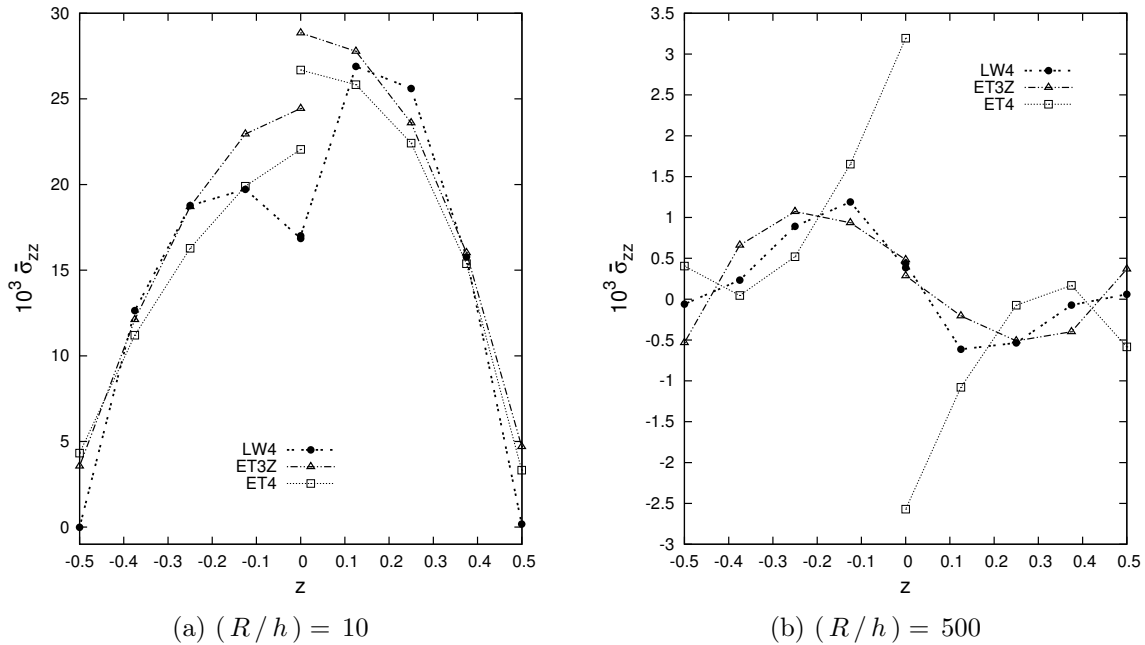 35
30
25
20
15
10
5
0
10³ σ̄zz
LW4
ET3Z
ET4
-0.5 -0.4 -0.3 -0.2 -0.1 0 0.1 0.2 0.3 0.4 0.5
z
(a) (R/h) = 10
3.5
3
2.5
2
1.5
1
0.5
0
-0.5
-1
-1.5
-2
-2.5
-3
10³ σ̄zz
LW4
ET3Z
ET4
-0.5 -0.4 -0.3 -0.2 -0.1 0 0.1 0.2 0.3 0.4 0.5
z
(b) (R/h) = 500